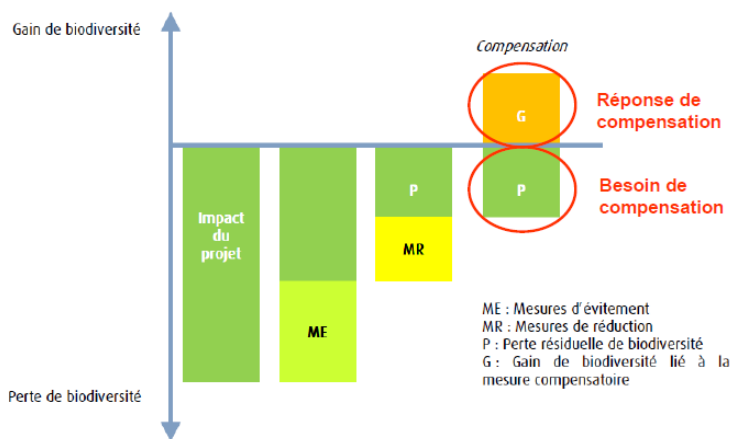 Gain de biodiversité
Compensation
G
Réponse de
compensation
Impact
du
projet
P
P
Besoin de
compensation
MR
ME
ME : Mesures d'évitement
MR : Mesures de réduction
P : Perte résiduelle de biodiversité
G : Gain de biodiversité lié à la
mesure compensatoire
Perte de biodiversité